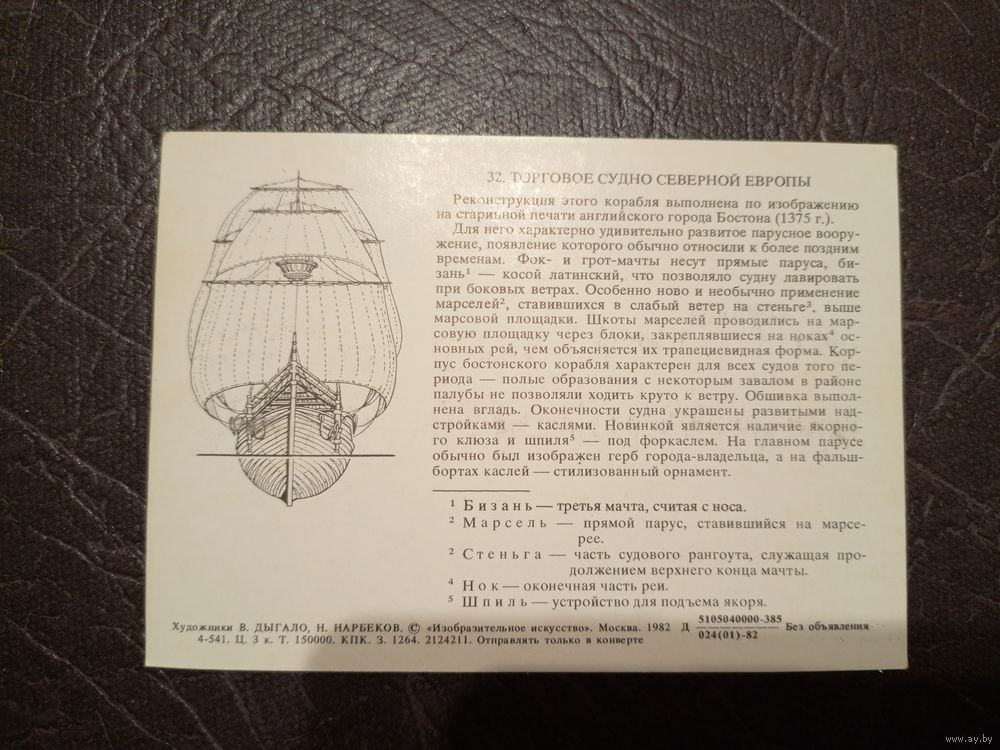 32. ТОРГОВОЕ СУДНО СЕВЕРНОЙ ЕВРОПЫ
Реконструкция этого корабля выполнена по изображению
на старинной печати английского города Бостона (1375 г.).
Для него характерно удивительно развитое парусное воору-
жение, появление которого обычно относили к более поздним
временам. Фок- и грот-мачты несут прямые паруса, би-
зань¹ — косой латинский, что позволяло судну лавировать
при боковых ветрах. Особенно ново и необычно применение
марселей², ставившихся в слабый ветер на стеньге³, выше
марсовой площадки. Шкоты марселей проводились на мар-
совую площадку через блоки, закреплявшиеся на ноках⁴ ос-
новных рей, чем объясняется их трапециевидная форма. Кор-
пус бостонского корабля характерен для всех судов того пе-
риода — полые образования с некоторым завалом в районе
палубы не позволяли ходить круто к ветру. Обшивка выпол-
нена вгладь. Оконечности судна украшены развитыми над-
стройками — каслями. Новинкой является наличие якорно-
го клюза и шпиля⁵ — под форкаслем. На главном парусе
обычно был изображен герб города-владельца, а на фальш-
бортах каслей — стилизованный орнамент.
¹ Бизань — третья мачта, считая с носа.
² Марсель — прямой парус, ставившийся на марсе-
рее.
² Стеньга — часть судового рангоута, служащая про-
должением верхнего конца мачты.
⁴ Нок — оконечная часть реи.
⁵ Шпиль — устройство для подъема якоря.
Художники В. ДЫГАЛО, Н. НАРБЕКОВ. © «Изобразительное искусство». Москва. 1982 Д 5105040000-385 Без объявления
024(01)-82
4-541. Ц. 3 к. Т. 150000. КПК. З. 1264. 2124211. Отправлять только в конверте
www.ay.by